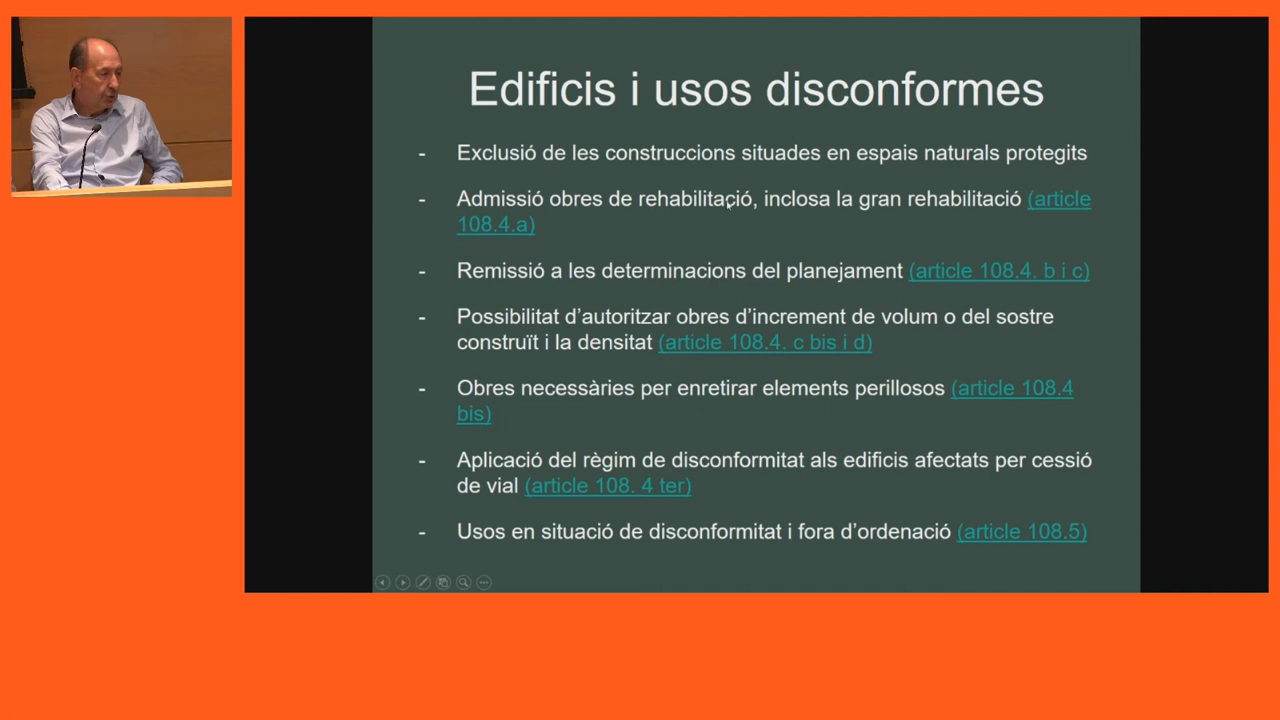 Edificis i usos disconformes
- Exclusió de les construccions situades en espais naturals protegits
- Admissió obres de rehabilitació, inclosa la gran rehabilitació (article
108.4.a)
- Remissió a les determinacions del planejament (article 108.4. b i c)
- Possibilitat d’autoritzar obres d’increment de volum o del sostre
construït i la densitat (article 108.4. c bis i d)
- Obres necessàries per enretirar elements perillosos (article 108.4
bis)
- Aplicació del règim de disconformitat als edificis afectats per cessió
de vial (article 108. 4 ter)
- Usos en situació de disconformitat i fora d’ordenació (article 108.5)